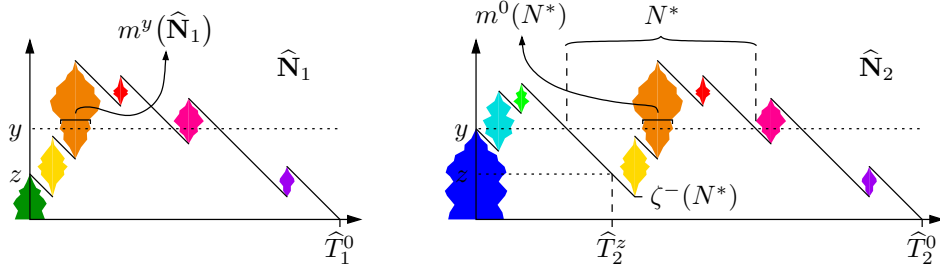 m^y(N̂_1)
N̂_1
y
z
T̂_1^0
m^0(N^*)
N^*
N̂_2
y
z
ζ^-(N^*)
T̂_2^z
T̂_2^0